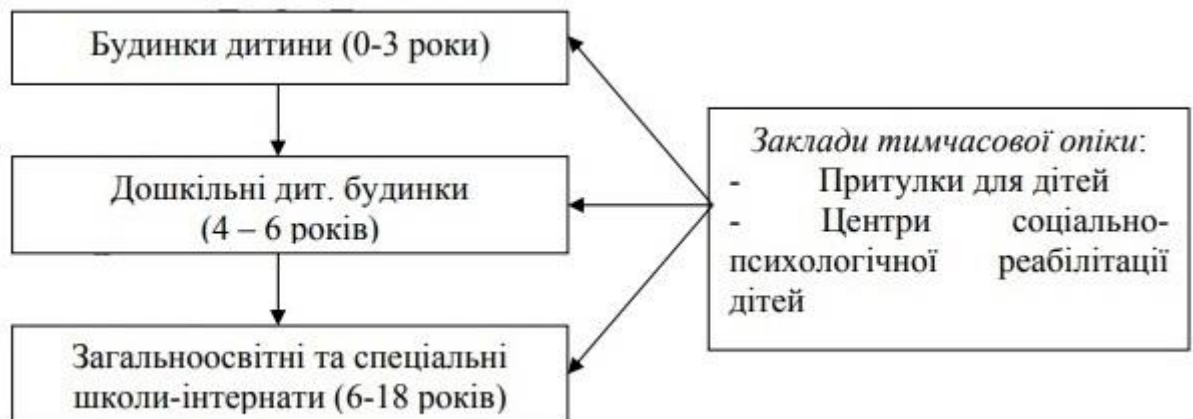 Будинки дитини (0-3 роки)
Дошкільні дит. будинки
(4 – 6 років)
Загальноосвітні та спеціальні
школи-інтернати (6-18 років)
Заклади тимчасової опіки:
- Притулки для дітей
- Центри соціально-
психологічної реабілітації
дітей